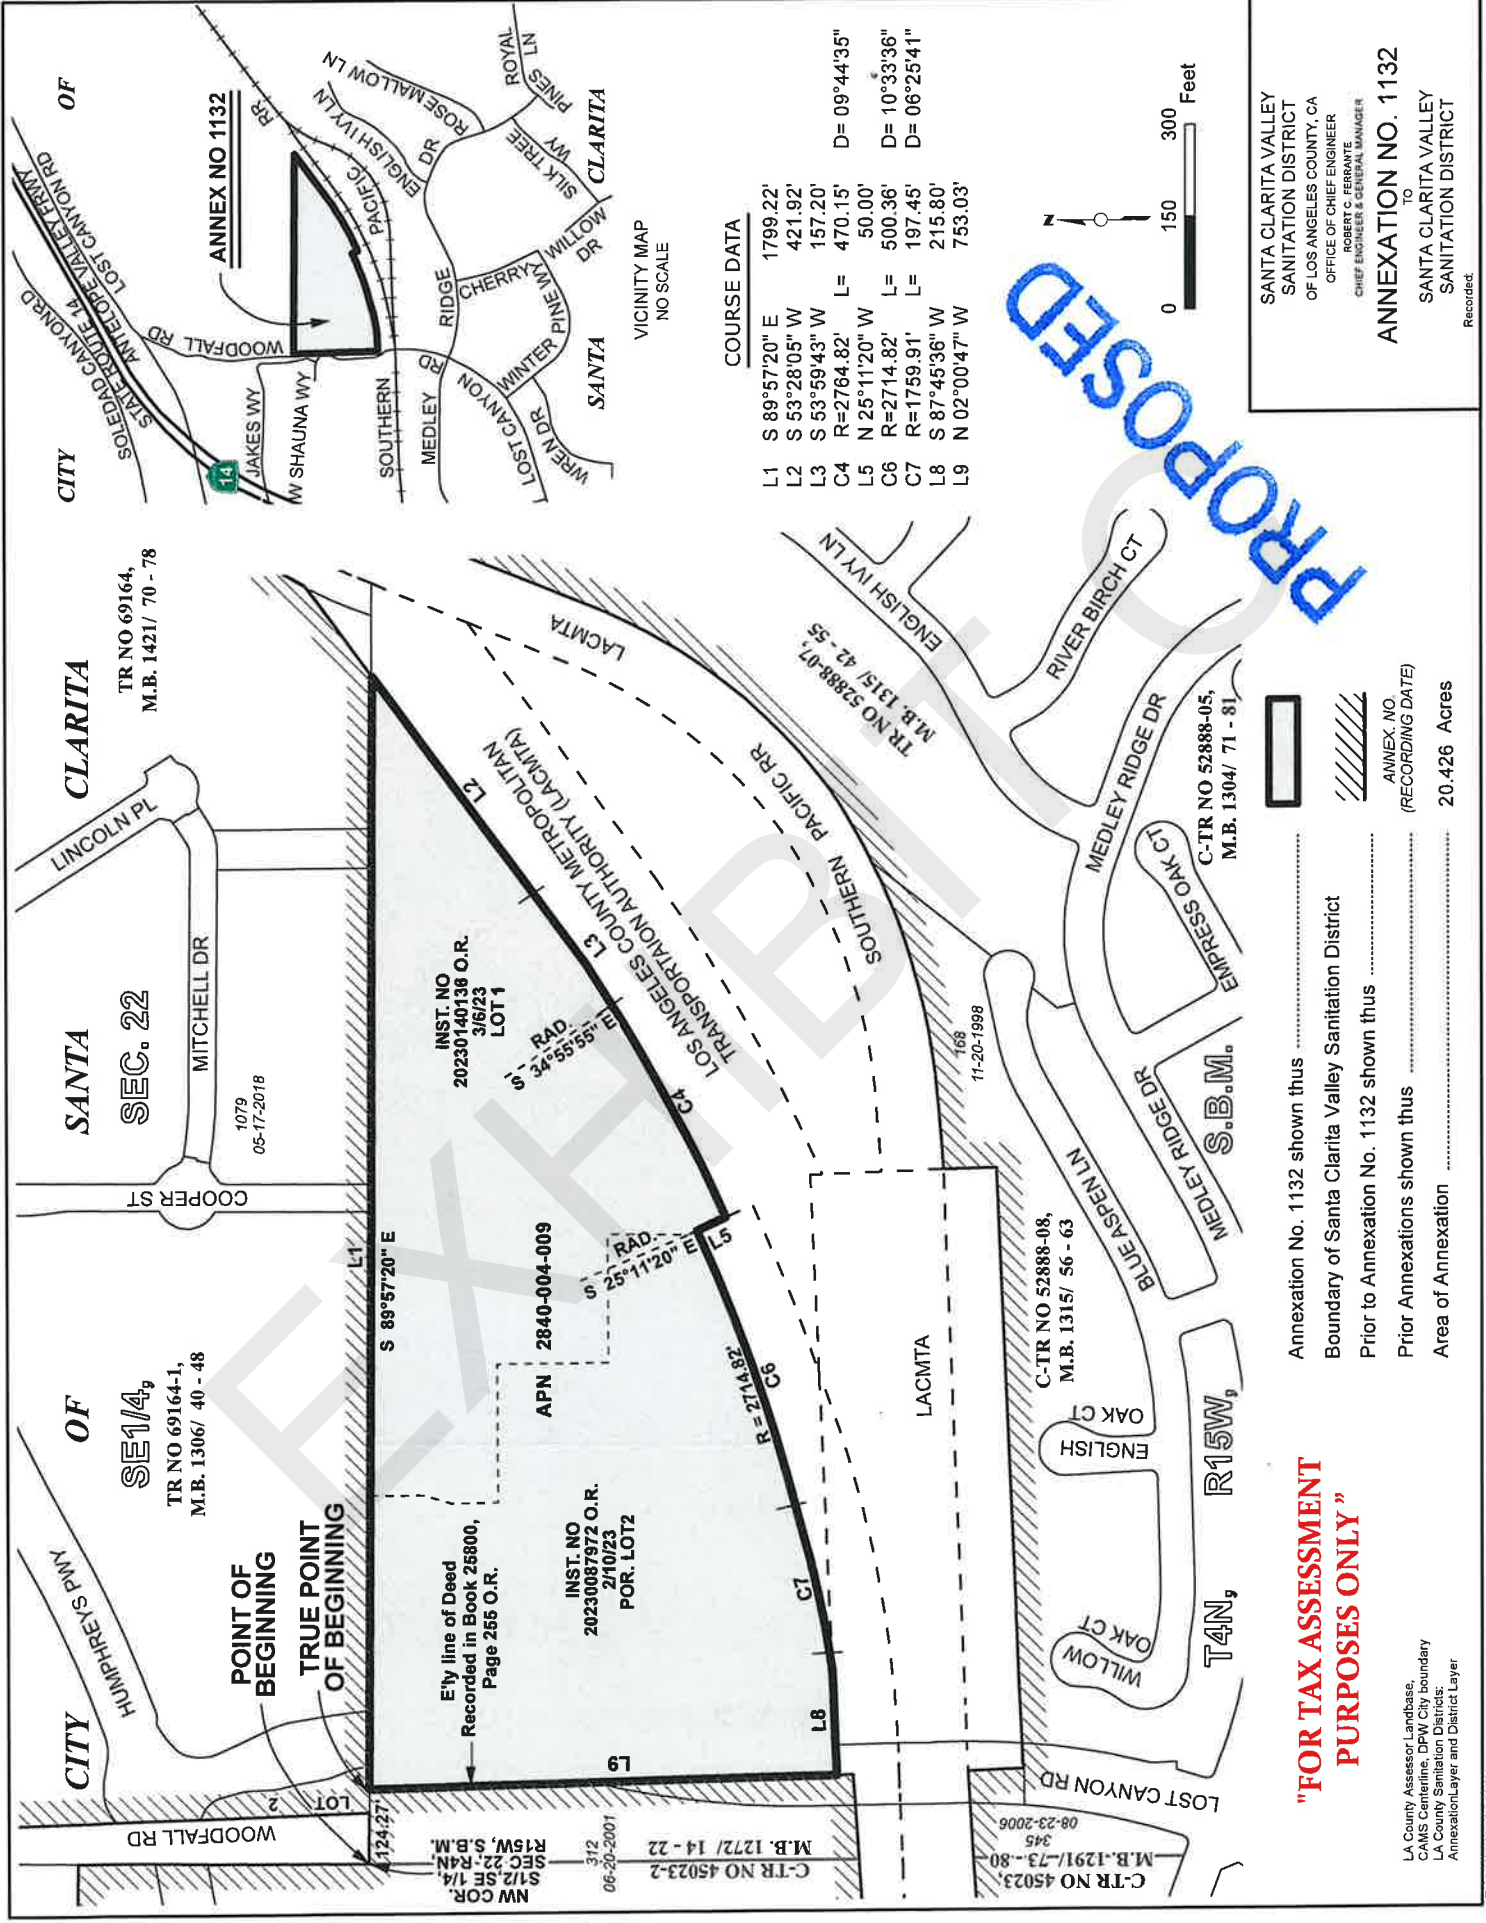 CITY OF SANTA CLARITA
HUMPHREYS PWY
SE1/4, SEC. 22
TR NO 69164-1,
M.B. 1306/ 40 - 48
COOPER ST
MITCHELL DR
LINCOLN PL
1079
05-17-2018
TR NO 69164,
M.B. 1421/ 70 - 78
POINT OF
BEGINNING
TRUE POINT
OF BEGINNING
WOODFALL RD
LOT 2
124.27'
NW COR.
S1/2,SE 1/4,
SEC 22,-R4N,
R15W, S.B.M.
312
06-20-2001
C-TR NO 45023-2
M.B. 1272/ 14 - 22
C-TR NO 45023,
M.B.-1291/-73--80
345
08-23-2006
L1
S 89°57'20" E
E'ly line of Deed
Recorded in Book 25800,
Page 255 O.R.
INST. NO
20230087972 O.R.
2/10/23
POR. LOT2
APN 2840-004-009
INST. NO
20230140136 O.R.
3/6/23
LOT 1
RAD.
S 25°11'20" E
RAD.
S 34°55'55" E
L2
L3
C4
L5
R = 2714.82'
C6
C7
L8
L9
LOS ANGELES COUNTY METROPOLITAN
TRANSPORTAION AUTHORITY (LACMTA)
LACMTA
SOUTHERN PACIFIC RR
LACMTA
TR NO 52888-07,
M.B. 1315/ 42 - 55
ENGLISH IVY LN
RIVER BIRCH CT
MEDLEY RIDGE DR
C-TR NO 52888-05,
M.B. 1304/ 71 - 81
EMPRESS OAK CT
168
11-20-1998
BLUE ASPEN LN
MEDLEY RIDGE DR
C-TR NO 52888-08,
M.B. 1315/ 56 - 63
ENGLISH OAK CT
WILLOW OAK CT
LOST CANYON RD
T4N, R15W, S.B.M.
EXHIBIT C
CITY OF
SANTA CLARITA
SOLEDAD CANYONRD
STATE ROUTE 14
ANTELOPE VALLEY FRWY
LOST CANYON RD
14
WOODFALL RD
JAKES WY
W SHAUNA WY
ANNEX NO 1132
SOUTHERN PACIFIC RR
MEDLEY RIDGE DR
LOST CANYON RD
WREN DR
WINTER PINE WY
CHERRY WILLOW DR
ENGLISH IVY LN
ROSE MALLOW LN
SILK TREE WY
ROYAL PINES LN
VICINITY MAP
NO SCALE
COURSE DATA
L1 S 89°57'20" E 1799.22'
L2 S 53°28'05" W 421.92'
L3 S 53°59'43" W 157.20'
C4 R=2764.82' L= 470.15' D= 09°44'35"
L5 N 25°11'20" W 50.00'
C6 R=2714.82' L= 500.36' D= 10°33'36"
C7 R=1759.91' L= 197.45' D= 06°25'41"
L8 S 87°45'36" W 215.80'
L9 N 02°00'47" W 753.03'
N
0 150 300
Feet
PROPOSED
"FOR TAX ASSESSMENT
PURPOSES ONLY "
LA County Assessor Landbase,
CAMS Centerline, DPW City boundary
LA County Sanitation Districts:
AnnexationLayer and District Layer
Annexation No. 1132 shown thus
Boundary of Santa Clarita Valley Sanitation District
Prior to Annexation No. 1132 shown thus
Prior Annexations shown thus ANNEX. NO.
(RECORDING DATE)
Area of Annexation 20.426 Acres
SANTA CLARITA VALLEY
SANITATION DISTRICT
OF LOS ANGELES COUNTY, CA
OFFICE OF CHIEF ENGINEER
ROBERT C. FERRANTE
CHIEF ENGINEER & GENERAL MANAGER
ANNEXATION NO. 1132
TO
SANTA CLARITA VALLEY
SANITATION DISTRICT
Recorded: